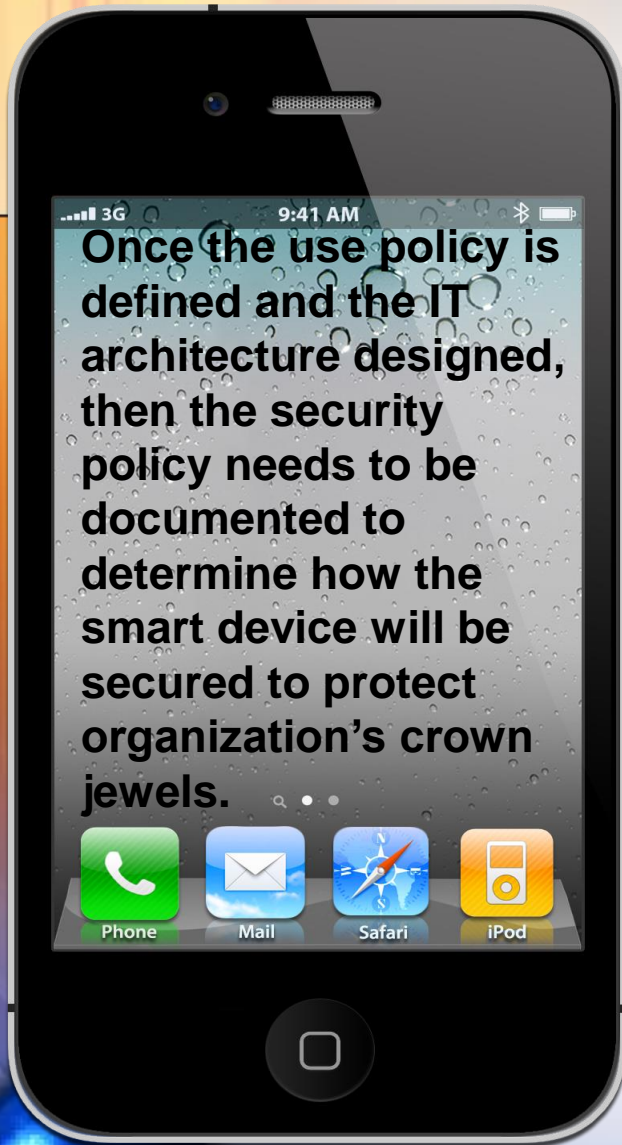 3G 9:41 AM
Once the use policy is
defined and the IT
architecture designed,
then the security
policy needs to be
documented to
determine how the
smart device will be
secured to protect
organization’s crown
jewels.
Phone Mail Safari iPod